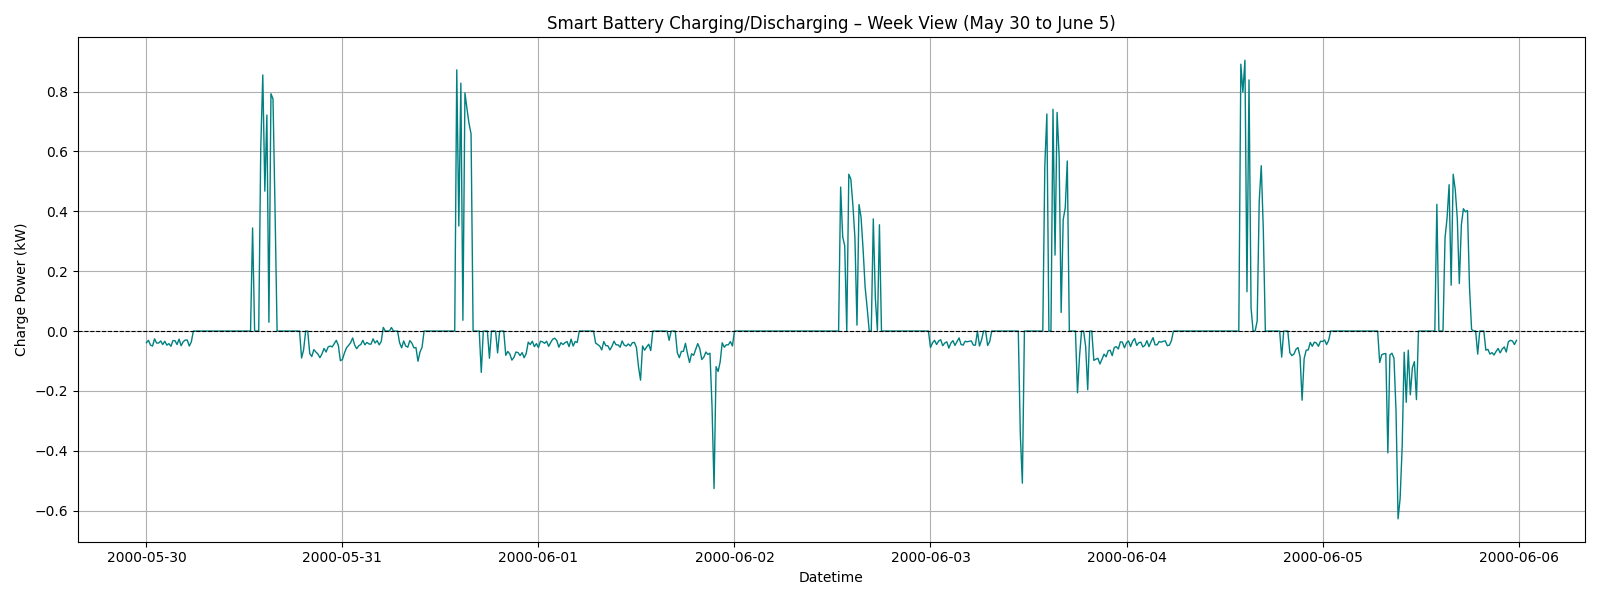 Smart Battery Charging/Discharging – Week View (May 30 to June 5)
Charge Power (kW)
0.8
0.6
0.4
0.2
0.0
−0.2
−0.4
−0.6
2000-05-30 2000-05-31 2000-06-01 2000-06-02 2000-06-03 2000-06-04 2000-06-05 2000-06-06
Datetime